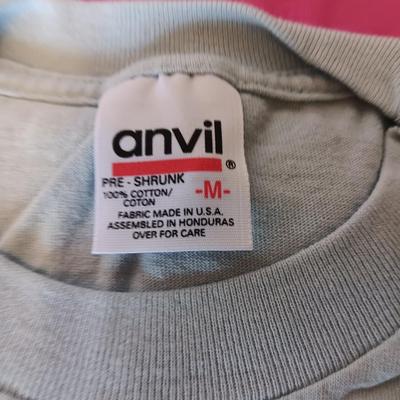 anvil
®
PRE - SHRUNK
100% COTTON/
COTON
-M-
FABRIC MADE IN U.S.A.
ASSEMBLED IN HONDURAS
OVER FOR CARE